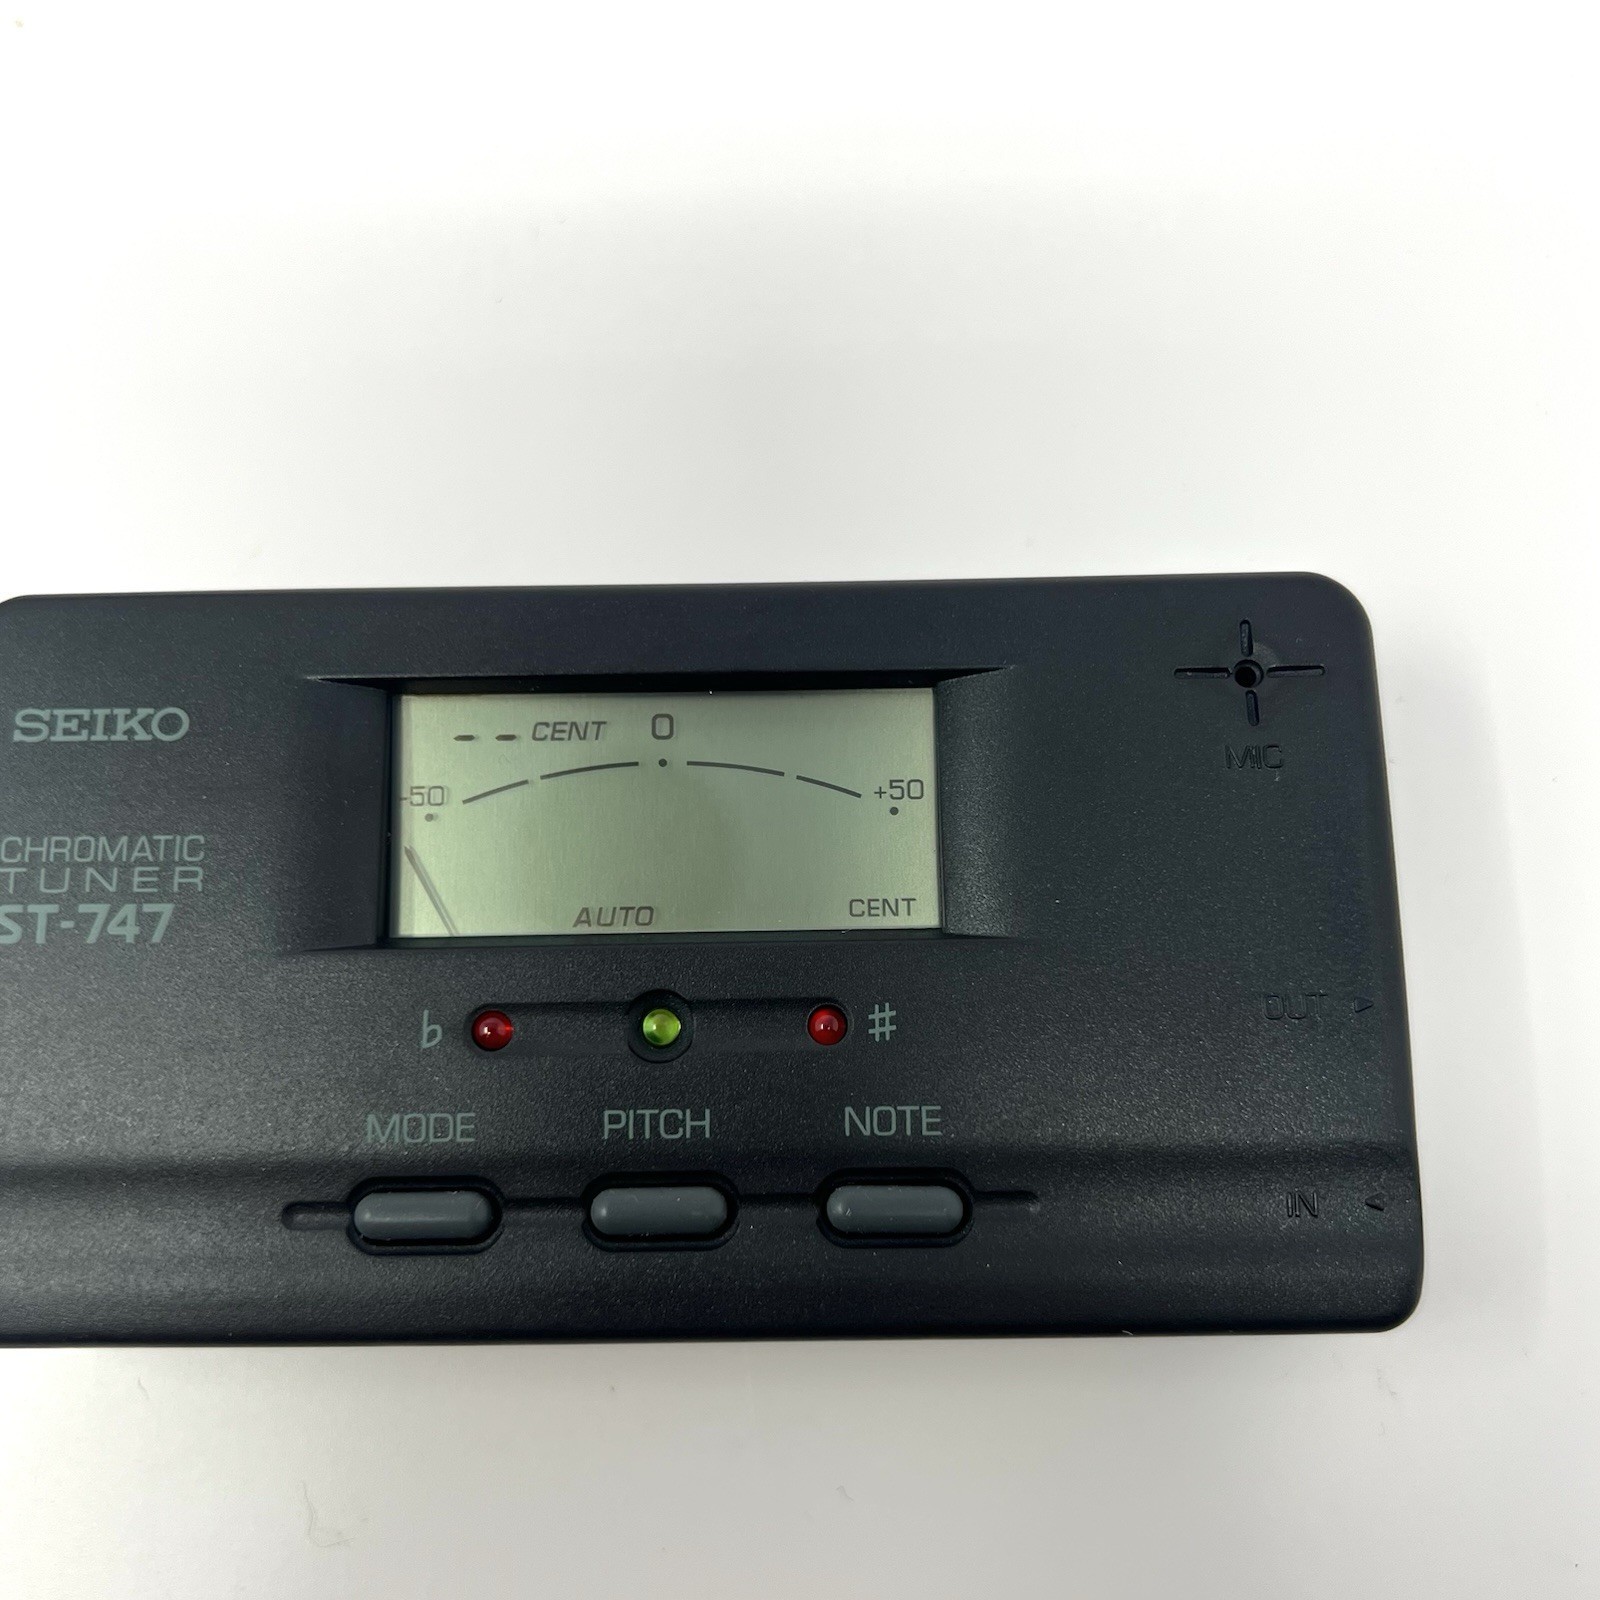 SEIKO
CHROMATIC
TUNER
ST-747
-- CENT 0
-50
+50
AUTO
CENT
MIC
OUT
♭
♯
MODE PITCH NOTE
IN